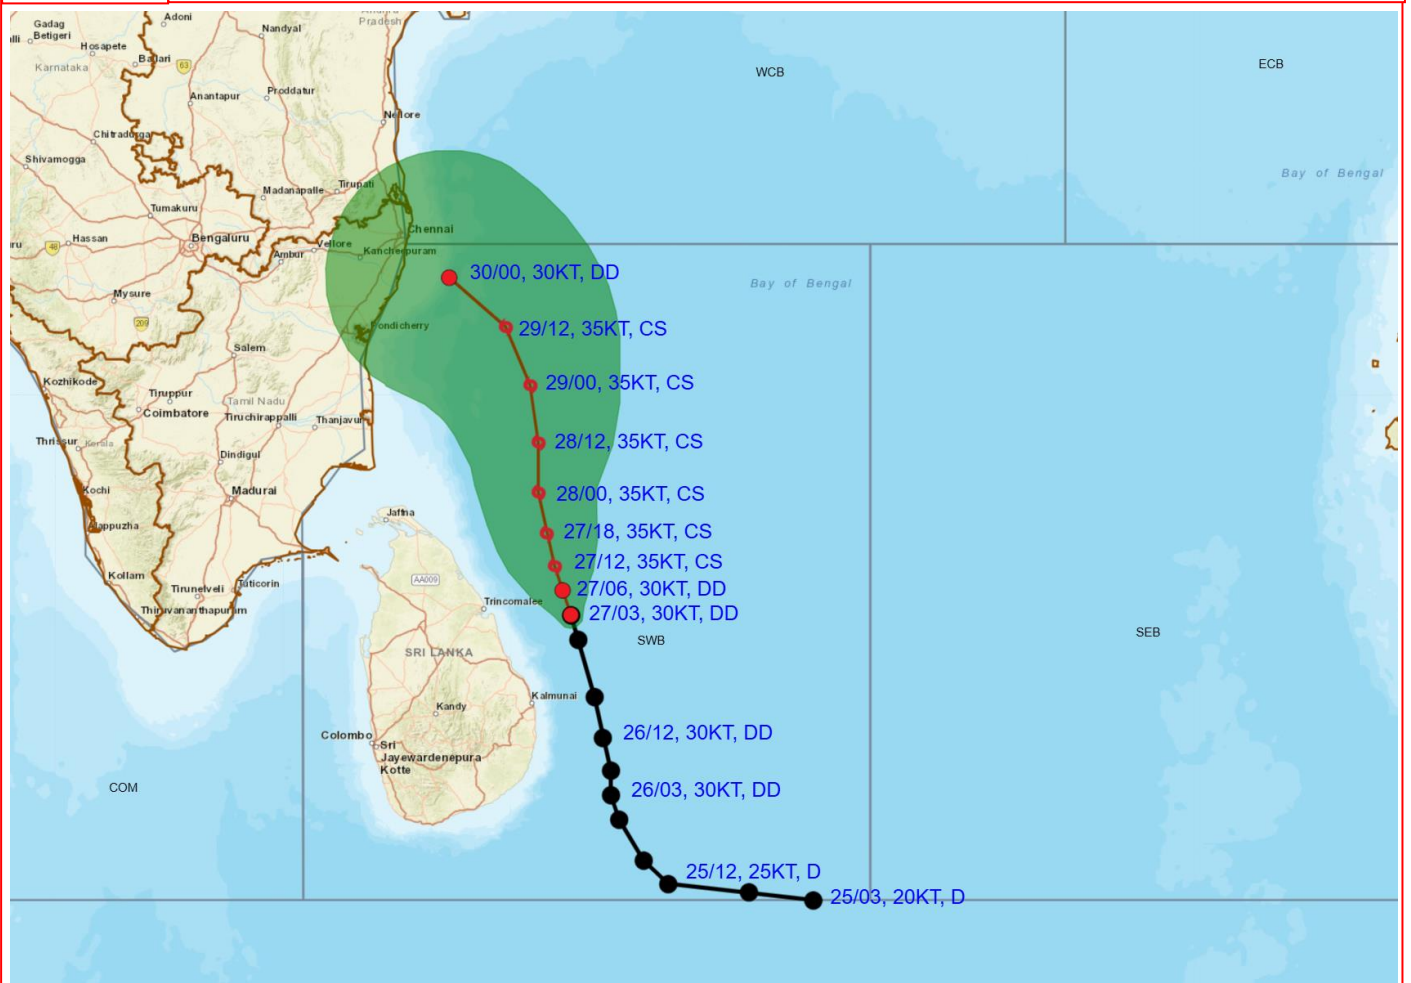 Adoni
Pradesh
Gadag
Betigeri
Nandyal
Hosapete
Ballari
Karnataka
63
WCB
ECB
Anantapur
Proddatur
Nellore
Chitradurga
Shivamogga
Bay of Bengal
Madanapalle
Tirupati
Tumakuru
Chennai
Hassan
48
Bengaluru
Vellore
Kancheepuram
Ambur
30/00, 30KT, DD
Bay of Bengal
Mysure
209
Pondicherry
29/12, 35KT, CS
Salem
Kozhikode
29/00, 35KT, CS
Tiruppur
Coimbatore
Tamil Nadu
Tiruchirappalli
Thanjavur
Thrissur
Kerala
28/12, 35KT, CS
Dindigul
Kochi
Madurai
28/00, 35KT, CS
Jaffna
Alappuzha
27/18, 35KT, CS
27/12, 35KT, CS
Kollam
AA009
Tirunelveli
Tuticorin
27/06, 30KT, DD
Trincomalee
Thiruvananthapuram
27/03, 30KT, DD
SWB
SEB
SRI LANKA
Kalmunai
Kandy
26/12, 30KT, DD
Colombo
Sri
Jayewardenepura
Kotte
COM
26/03, 30KT, DD
25/12, 25KT, D
25/03, 20KT, D